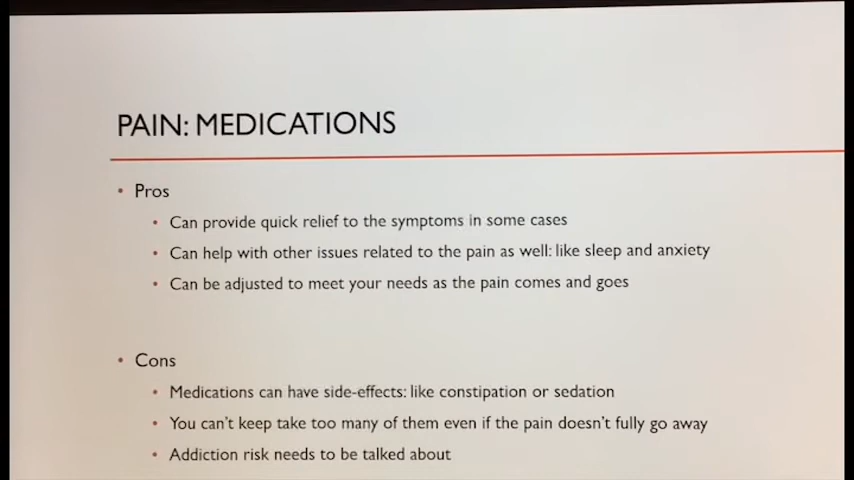 PAIN: MEDICATIONS
• Pros
• Can provide quick relief to the symptoms in some cases
• Can help with other issues related to the pain as well: like sleep and anxiety
• Can be adjusted to meet your needs as the pain comes and goes
• Cons
• Medications can have side-effects: like constipation or sedation
• You can't keep take too many of them even if the pain doesn't fully go away
• Addiction risk needs to be talked about